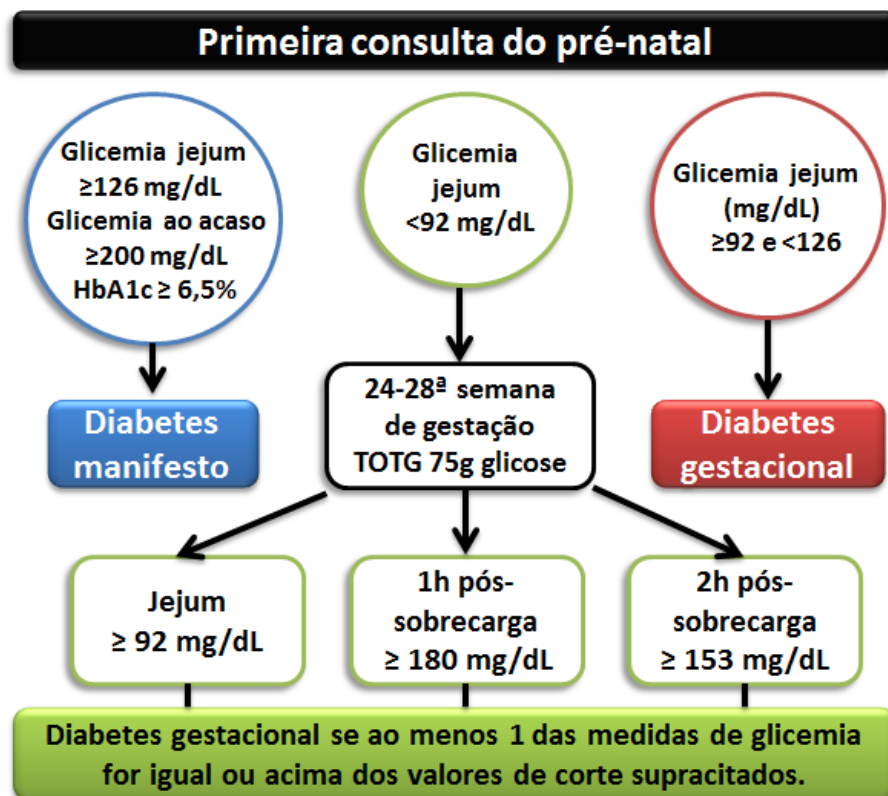 Primeira consulta do pré-natal
Glicemia jejum
≥126 mg/dL
Glicemia ao acaso
≥200 mg/dL
HbA1c ≥ 6,5%
Glicemia
jejum
<92 mg/dL
Glicemia jejum
(mg/dL)
≥92 e <126
Diabetes
manifesto
24-28ª semana
de gestação
TOTG 75g glicose
Diabetes
gestacional
Jejum
≥ 92 mg/dL
1h pós-
sobrecarga
≥ 180 mg/dL
2h pós-
sobrecarga
≥ 153 mg/dL
Diabetes gestacional se ao menos 1 das medidas de glicemia
for igual ou acima dos valores de corte supracitados.